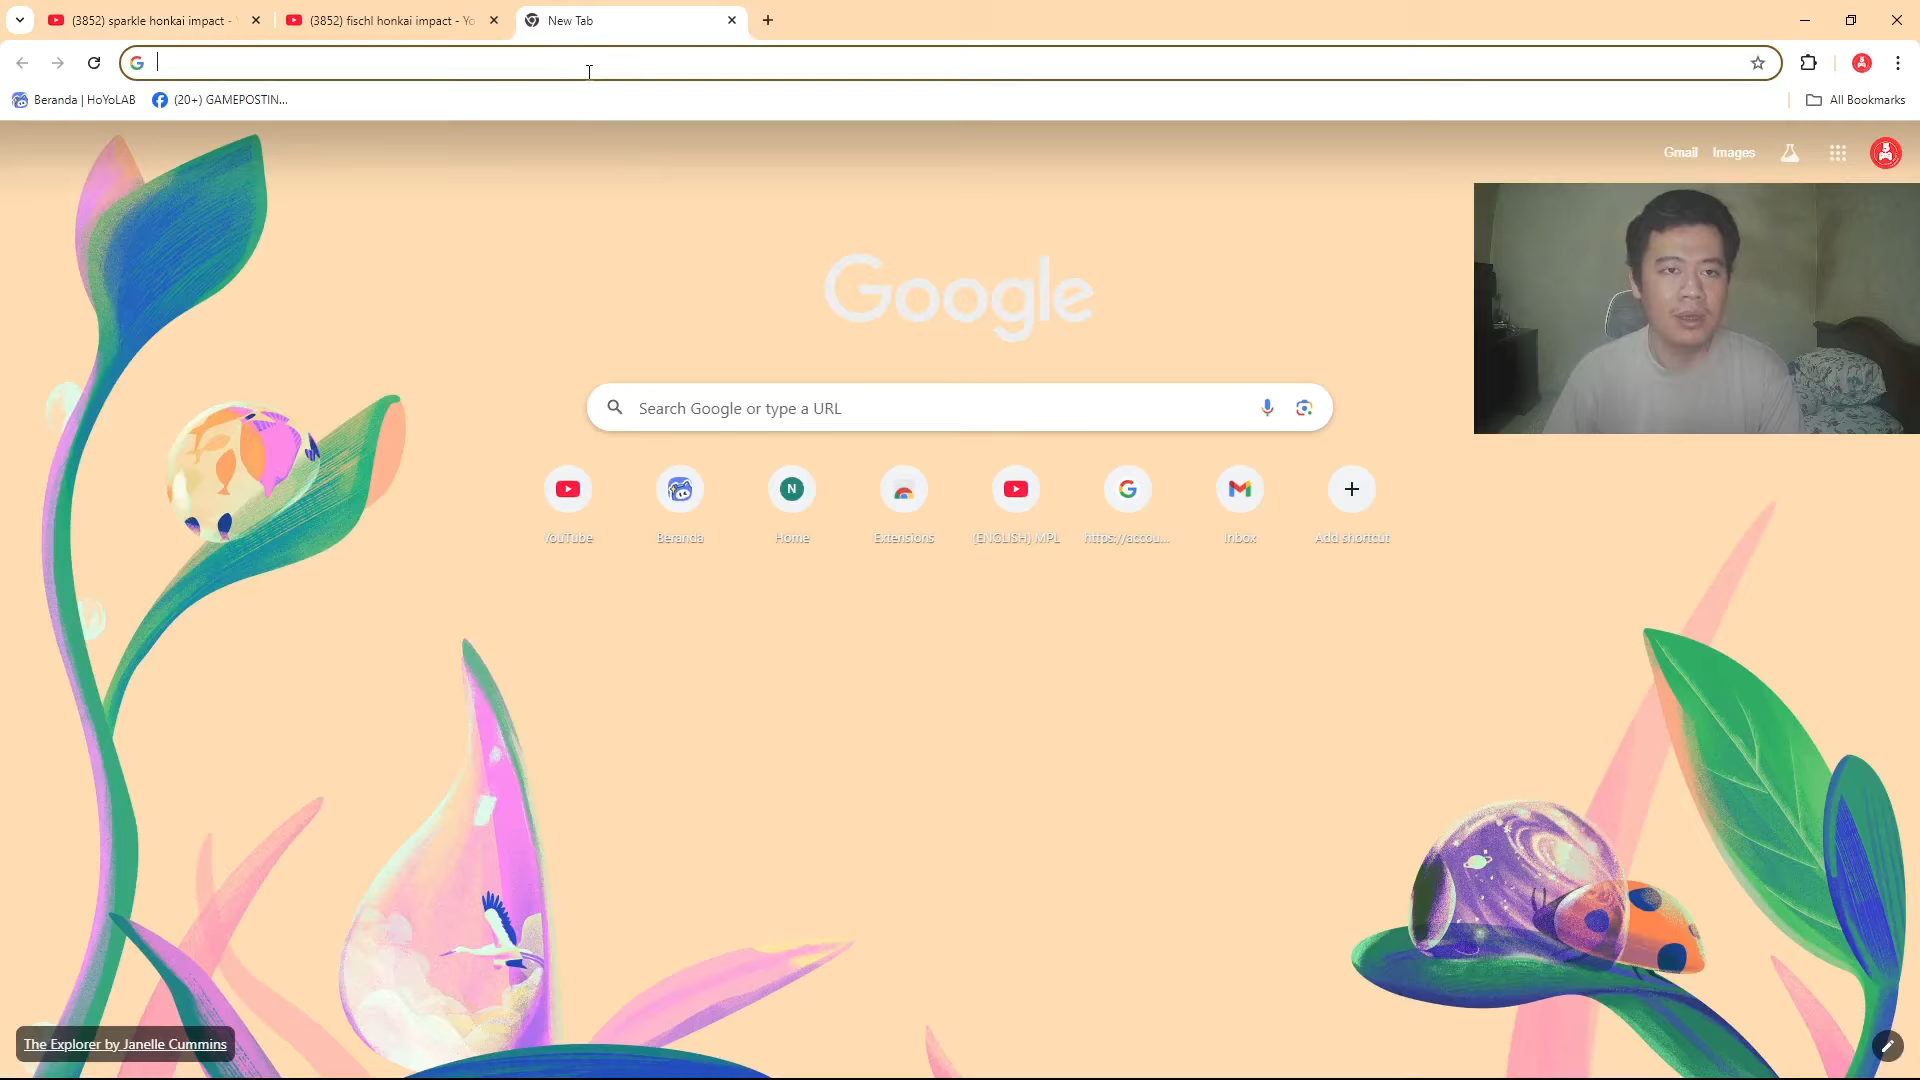 (3852) sparkle honkai impact -
(3852) fischl honkai impact - Yo
New Tab
Beranda | HoYoLAB
(20+) GAMEPOSTIN...
All Bookmarks
Gmail
Images
Google
Search Google or type a URL
YouTube
Beranda
N
Home
Extensions
(ENGLISH) MPL
https://accou...
Inbox
Add shortcut
The Explorer by Janelle Cummins